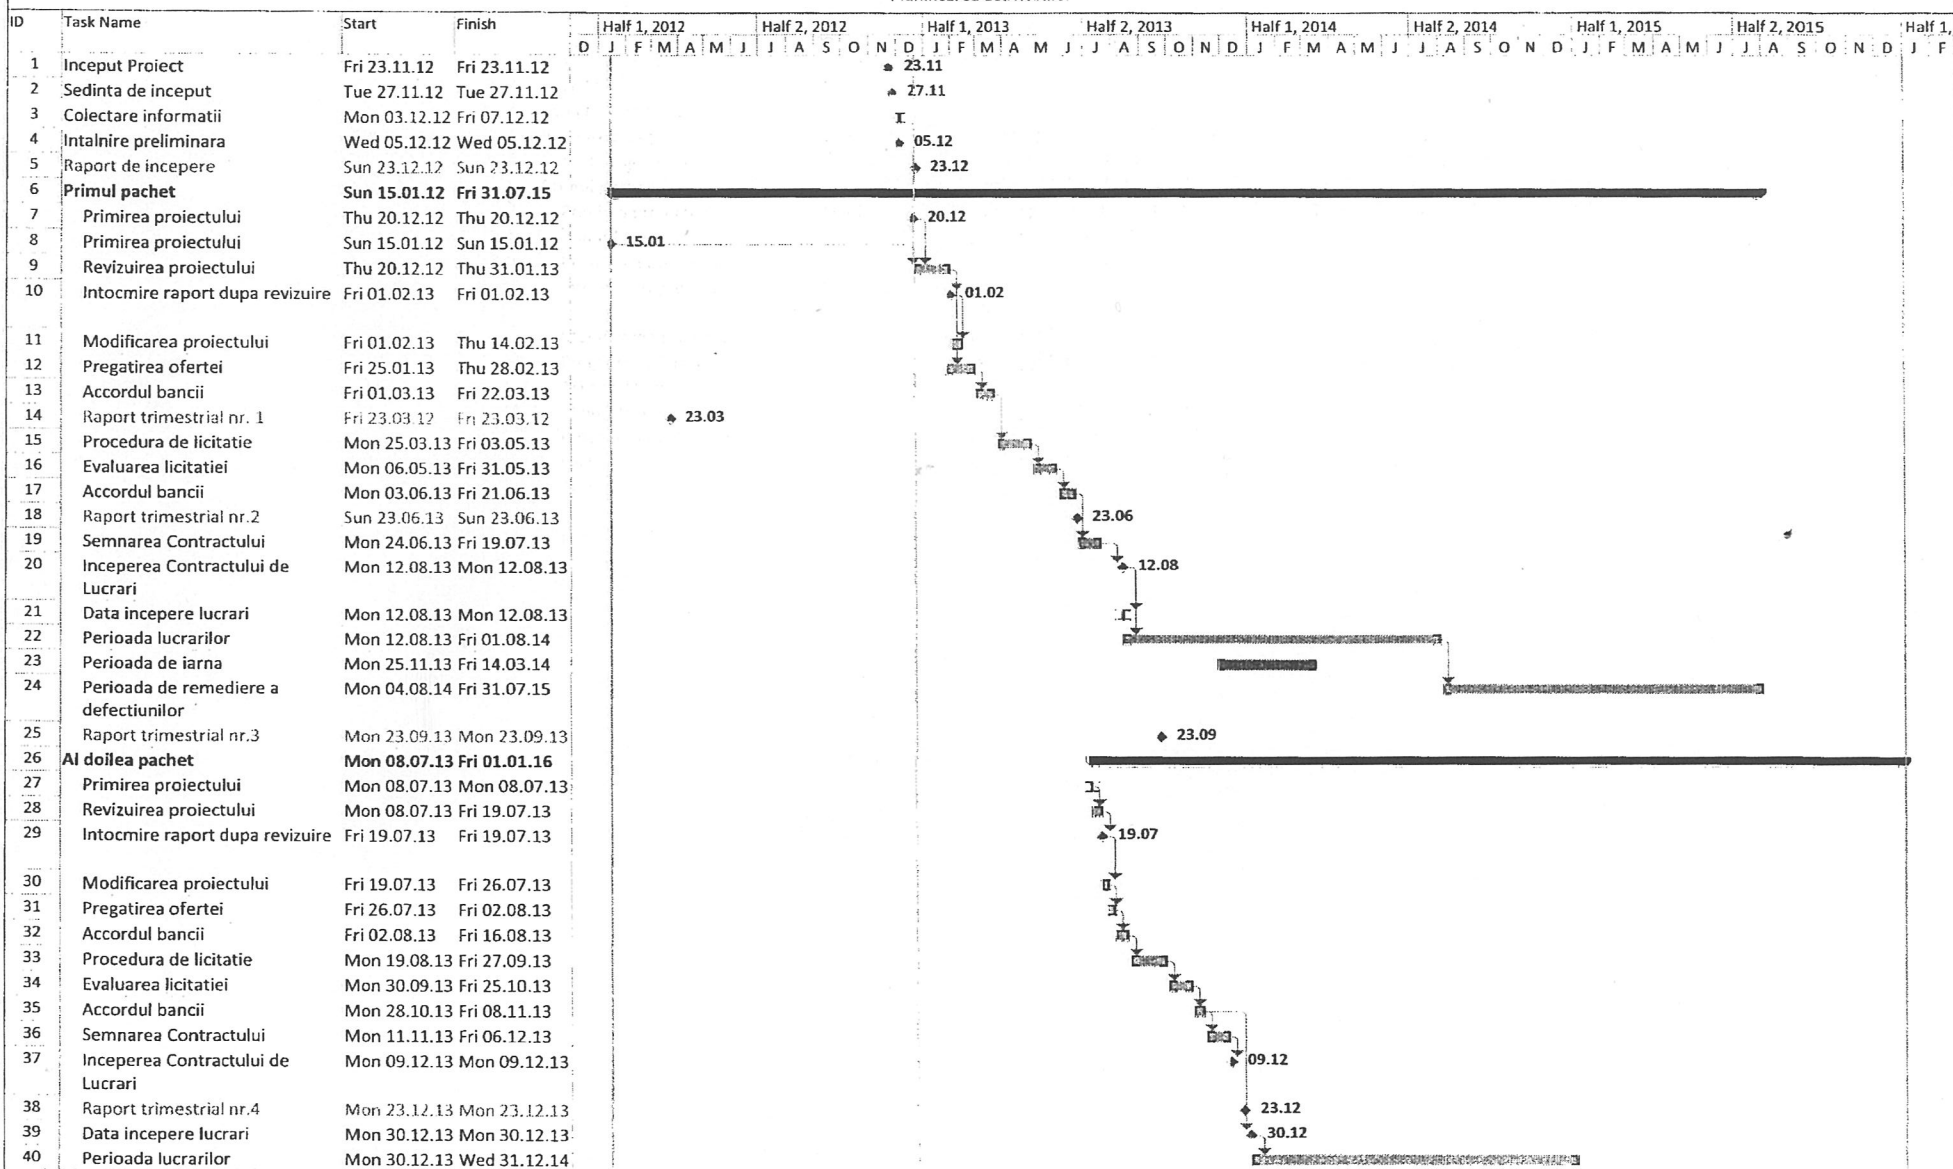 ID Task Name Start Finish Half 1, 2012 Half 2, 2012 Half 1, 2013 Half 2, 2013 Half 1, 2014 Half 2, 2014 Half 1, 2015 Half 2, 2015 Half 1,
D J F M A M J J A S O N D J F M A M J J A S O N D J F M A M J J A S O N D J F M A M J J A S O N D J F
1 Inceput Proiect Fri 23.11.12 Fri 23.11.12 23.11
2 Sedinta de inceput Tue 27.11.12 Tue 27.11.12 27.11
3 Colectare informatii Mon 03.12.12 Fri 07.12.12
4 Intalnire preliminara Wed 05.12.12 Wed 05.12.12 05.12
5 Raport de incepere Sun 23.12.12 Sun 23.12.12 23.12
6 Primul pachet Sun 15.01.12 Fri 31.07.15
7 Primirea proiectului Thu 20.12.12 Thu 20.12.12 20.12
8 Primirea proiectului Sun 15.01.12 Sun 15.01.12 15.01
9 Revizuirea proiectului Thu 20.12.12 Thu 31.01.13
10 Intocmire raport dupa revizuire Fri 01.02.13 Fri 01.02.13 01.02
11 Modificarea proiectului Fri 01.02.13 Thu 14.02.13
12 Pregatirea ofertei Fri 25.01.13 Thu 28.02.13
13 Accordul bancii Fri 01.03.13 Fri 22.03.13
14 Raport trimestrial nr. 1 Fri 23.03.12 Fri 23.03.12 23.03
15 Procedura de licitatie Mon 25.03.13 Fri 03.05.13
16 Evaluarea licitatiei Mon 06.05.13 Fri 31.05.13
17 Accordul bancii Mon 03.06.13 Fri 21.06.13
18 Raport trimestrial nr.2 Sun 23.06.13 Sun 23.06.13 23.06
19 Semnarea Contractului Mon 24.06.13 Fri 19.07.13
20 Inceperea Contractului de Mon 12.08.13 Mon 12.08.13 12.08
Lucrari
21 Data incepere lucrari Mon 12.08.13 Mon 12.08.13
22 Perioada lucrarilor Mon 12.08.13 Fri 01.08.14
23 Perioada de iarna Mon 25.11.13 Fri 14.03.14
24 Perioada de remediere a Mon 04.08.14 Fri 31.07.15
defectiunilor
25 Raport trimestrial nr.3 Mon 23.09.13 Mon 23.09.13 23.09
26 Al doilea pachet Mon 08.07.13 Fri 01.01.16
27 Primirea proiectului Mon 08.07.13 Mon 08.07.13
28 Revizuirea proiectului Mon 08.07.13 Fri 19.07.13
29 Intocmire raport dupa revizuire Fri 19.07.13 Fri 19.07.13 19.07
30 Modificarea proiectului Fri 19.07.13 Fri 26.07.13
31 Pregatirea ofertei Fri 26.07.13 Fri 02.08.13
32 Accordul bancii Fri 02.08.13 Fri 16.08.13
33 Procedura de licitatie Mon 19.08.13 Fri 27.09.13
34 Evaluarea licitatiei Mon 30.09.13 Fri 25.10.13
35 Accordul bancii Mon 28.10.13 Fri 08.11.13
36 Semnarea Contractului Mon 11.11.13 Fri 06.12.13
37 Inceperea Contractului de Mon 09.12.13 Mon 09.12.13 09.12
Lucrari
38 Raport trimestrial nr.4 Mon 23.12.13 Mon 23.12.13 23.12
39 Data incepere lucrari Mon 30.12.13 Mon 30.12.13 30.12
40 Perioada lucrarilor Mon 30.12.13 Wed 31.12.14